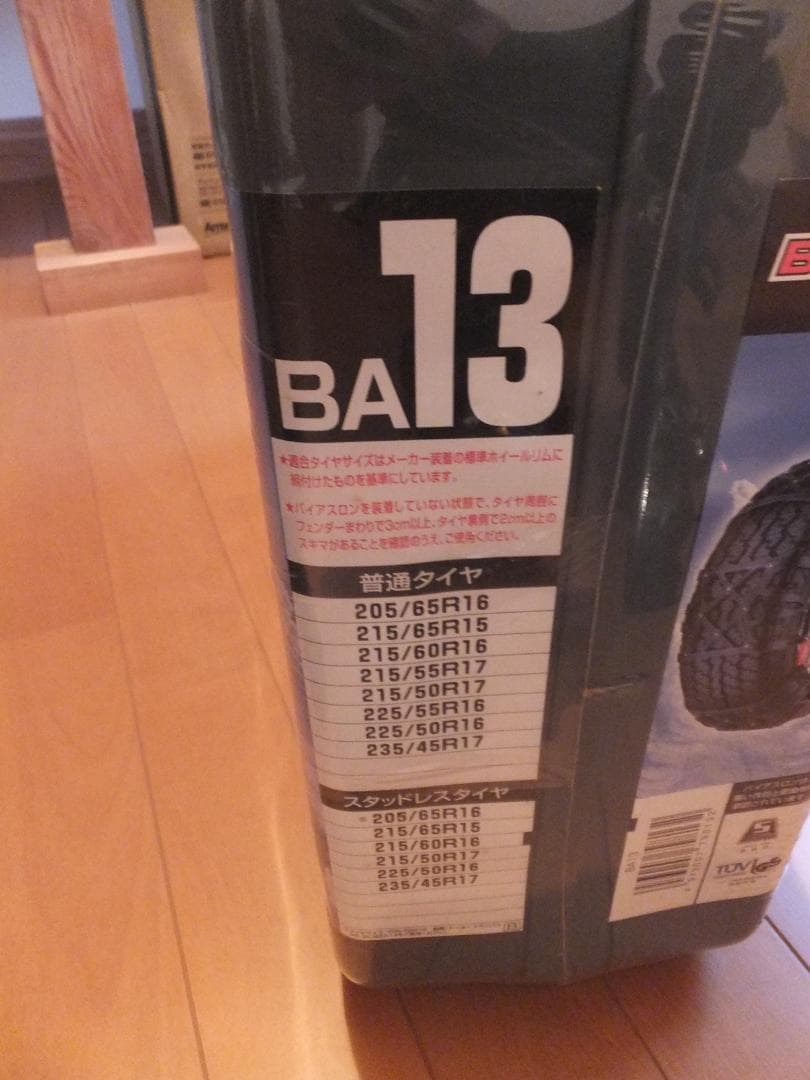 BA13
★適合タイヤサイズはメーカー装着の標準ホイールリムに
組付けたものを基準にしています。
★バイアスロンを装着していない状態で、タイヤ周囲に
フェンダーまわりで3cm以上、タイヤ裏側で2cm以上の
スキマがあることを確認のうえ、ご使用ください。
普通タイヤ
205/65R16
215/65R15
215/60R16
215/55R17
215/50R17
225/55R16
225/50R16
235/45R17
スタッドレスタイヤ
※205/65R16
215/65R15
215/60R16
215/50R17
225/50R16
235/45R17
BA13
TÜV GS